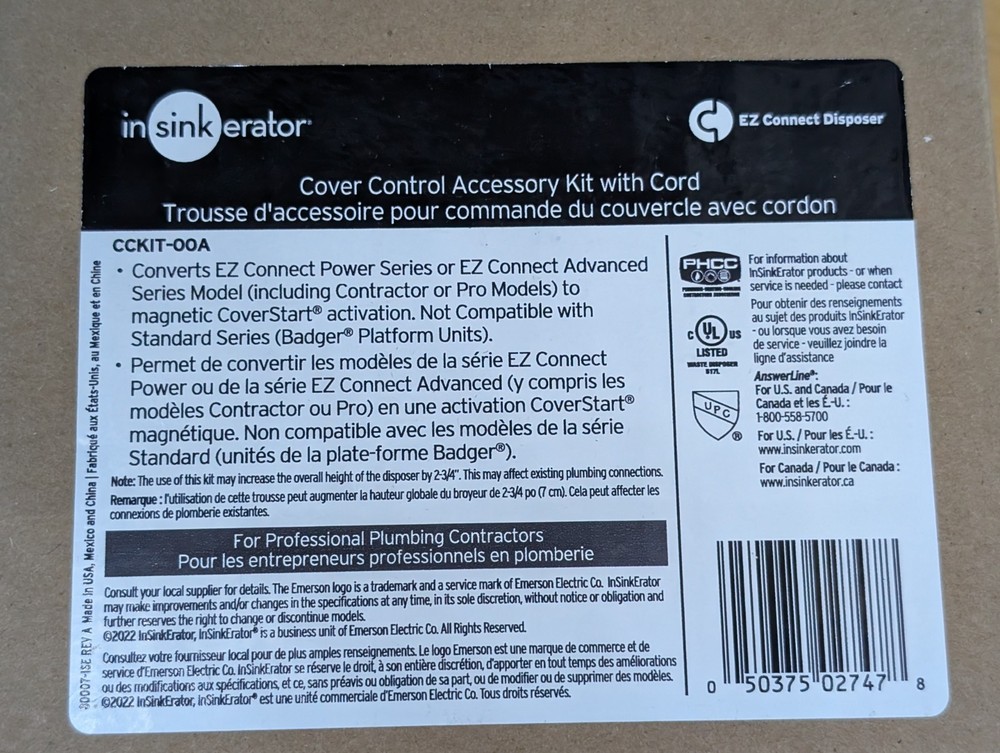 insinkerator
EZ Connect Disposer
Cover Control Accessory Kit with Cord
Trousse d'accessoire pour commande du couvercle avec cordon
CCKIT-00A
• Converts EZ Connect Power Series or EZ Connect Advanced
Series Model (including Contractor or Pro Models) to
magnetic CoverStart® activation. Not Compatible with
Standard Series (Badger® Platform Units).
• Permet de convertir les modèles de la série EZ Connect
Power ou de la série EZ Connect Advanced (y compris les
modèles Contractor ou Pro) en une activation CoverStart®
magnétique. Non compatible avec les modèles de la série
Standard (unités de la plate-forme Badger®).
Note: The use of this kit may increase the overall height of the disposer by 2-3/4". This may affect existing plumbing connections.
Remarque : l'utilisation de cette trousse peut augmenter la hauteur globale du broyeur de 2-3/4 po (7 cm). Cela peut affecter les
connexions de plomberie existantes.
For Professional Plumbing Contractors
Pour les entrepreneurs professionnels en plomberie
Consult your local supplier for details. The Emerson logo is a trademark and a service mark of Emerson Electric Co. InSinkErator
may make improvements and/or changes in the specifications at any time, in its sole discretion, without notice or obligation and
further reserves the right to change or discontinue models.
©2022 InSinkErator, InSinkErator® is a business unit of Emerson Electric Co. All Rights Reserved.
Consultez votre fournisseur local pour de plus amples renseignements. Le logo Emerson est une marque de commerce et de
service d'Emerson Electric Co. InSinkErator se réserve le droit, à son entière discrétion, d'apporter en tout temps des améliorations
ou des modifications aux spécifications, et ce, sans préavis ou obligation de sa part, ou de modifier ou de supprimer des modèles.
©2022 InSinkErator, InSinkErator® est une unité commerciale d'Emerson Electric Co. Tous droits réservés.
REV A Made in USA, Mexico and China | Fabriqué aux États-Unis, au Mexique et en Chine
PHCC
C UL US
LISTED
WASTE DISPOSER
UPC®
For information about
InSinkErator products - or when
service is needed - please contact
Pour obtenir des renseignements
au sujet des produits InSinkErator
- ou lorsque vous avez besoin
de service - veuillez joindre la
ligne d'assistance
AnswerLine®:
For U.S. and Canada / Pour le
Canada et les É.-U. :
1-800-558-5700
For U.S. / Pour les É.-U. :
www.insinkerator.com
For Canada / Pour le Canada :
www.insinkerator.ca
0 50375 02747 8